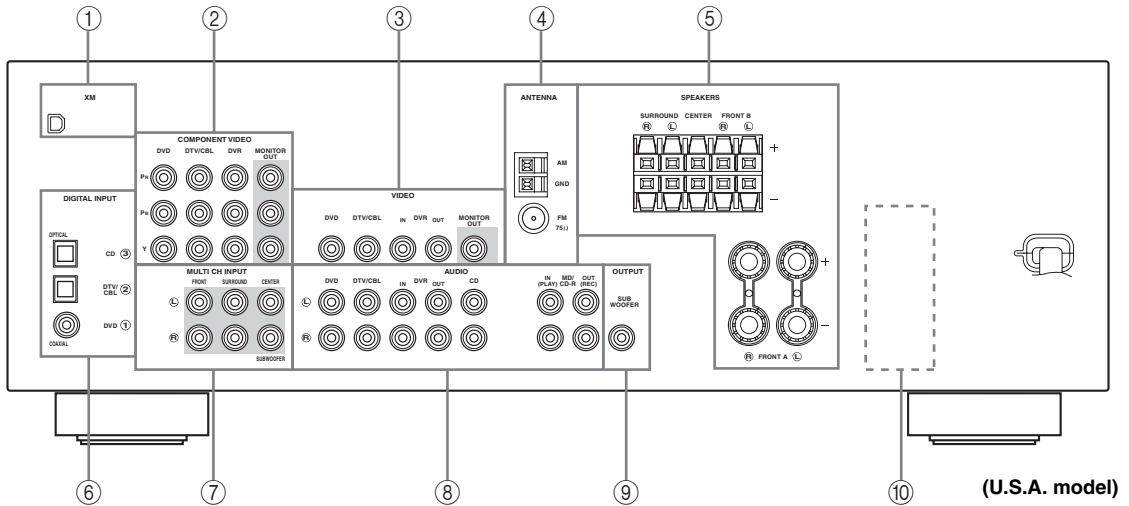 ① ② ③ ④ ⑤
XM
ANTENNA
AM
GND
FM
75Ω
SPEAKERS
SURROUND CENTER FRONT B
Ⓡ Ⓛ Ⓡ Ⓛ
+
−
+
−
Ⓡ FRONT A Ⓛ
COMPONENT VIDEO
DVD DTV/CBL DVR MONITOR
OUT
PR
PB
Y
VIDEO
DVD DTV/CBL IN DVR OUT MONITOR
OUT
DIGITAL INPUT
OPTICAL
CD ③
DTV/
CBL ②
DVD ①
COAXIAL
MULTI CH INPUT
FRONT SURROUND CENTER
Ⓛ
Ⓡ
SUBWOOFER
AUDIO
DVD DTV/CBL IN DVR OUT CD
IN MD/ OUT
(PLAY) CD-R (REC)
Ⓛ
Ⓡ
OUTPUT
SUB
WOOFER
⑥ ⑦ ⑧ ⑨ ⑩
(U.S.A. model)